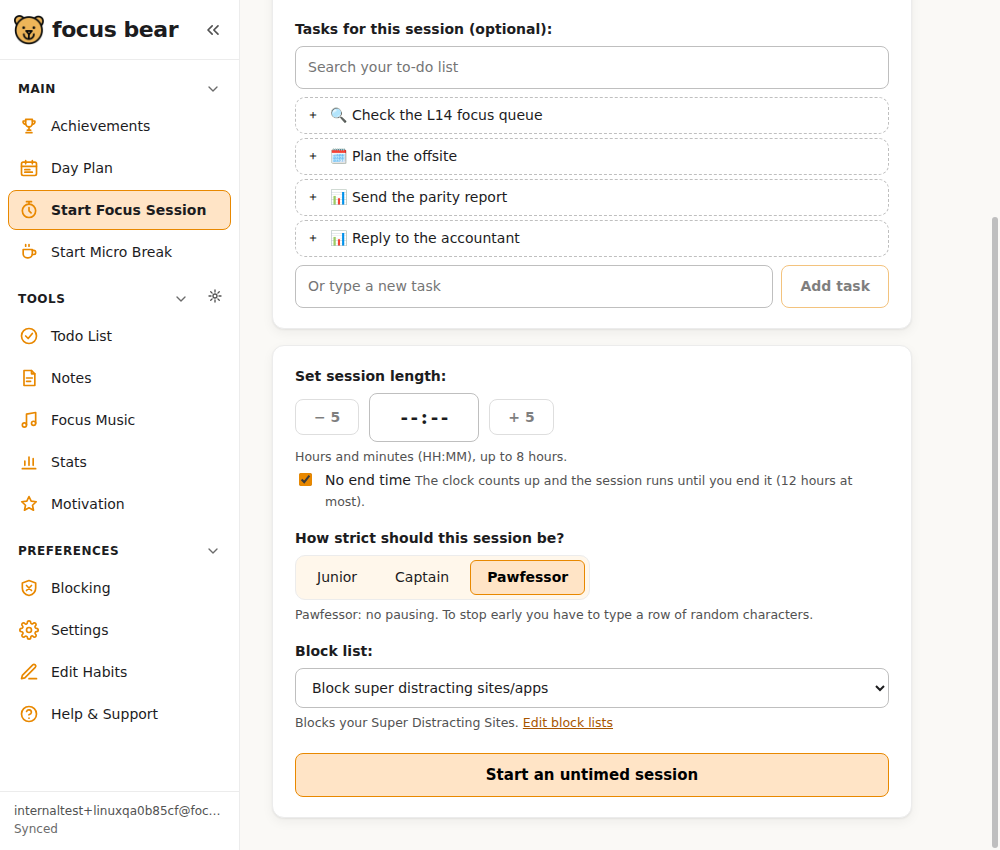 focus bear
MAIN
Achievements
Day Plan
Start Focus Session
Start Micro Break
TOOLS
Todo List
Notes
Focus Music
Stats
Motivation
PREFERENCES
Blocking
Settings
Edit Habits
Help & Support
internaltest+linuxqa0b85cf@foc...
Synced
Tasks for this session (optional):
Search your to-do list
+ 🔍 Check the L14 focus queue
+ 🗓️ Plan the offsite
+ 📊 Send the parity report
+ 📊 Reply to the accountant
Or type a new task
Add task
Set session length:
− 5 --:-- + 5
Hours and minutes (HH:MM), up to 8 hours.
No end time The clock counts up and the session runs until you end it (12 hours at
most).
How strict should this session be?
Junior Captain Pawfessor
Pawfessor: no pausing. To stop early you have to type a row of random characters.
Block list:
Block super distracting sites/apps
Blocks your Super Distracting Sites. Edit block lists
Start an untimed session